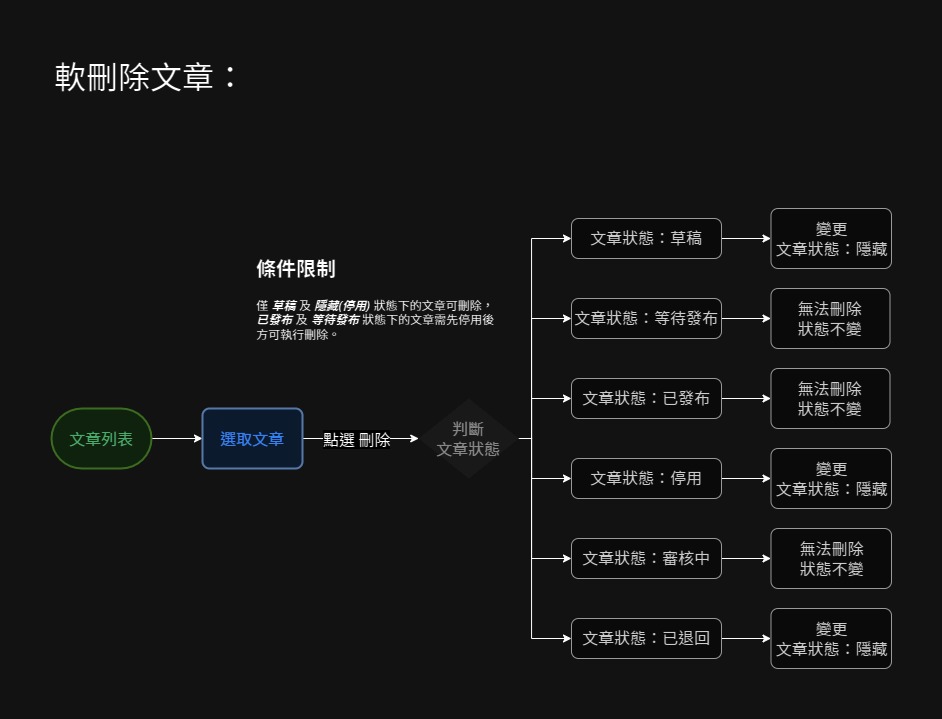 軟刪除文章：
條件限制
僅 草稿 及 隱藏(停用) 狀態下的文章可刪除，
已發布 及 等待發布 狀態下的文章需先停用後
方可執行刪除。
文章列表
選取文章
點選 刪除
判斷
文章狀態
文章狀態：草稿
變更
文章狀態：隱藏
文章狀態：等待發布
無法刪除
狀態不變
文章狀態：已發布
無法刪除
狀態不變
文章狀態：停用
變更
文章狀態：隱藏
文章狀態：審核中
無法刪除
狀態不變
文章狀態：已退回
變更
文章狀態：隱藏